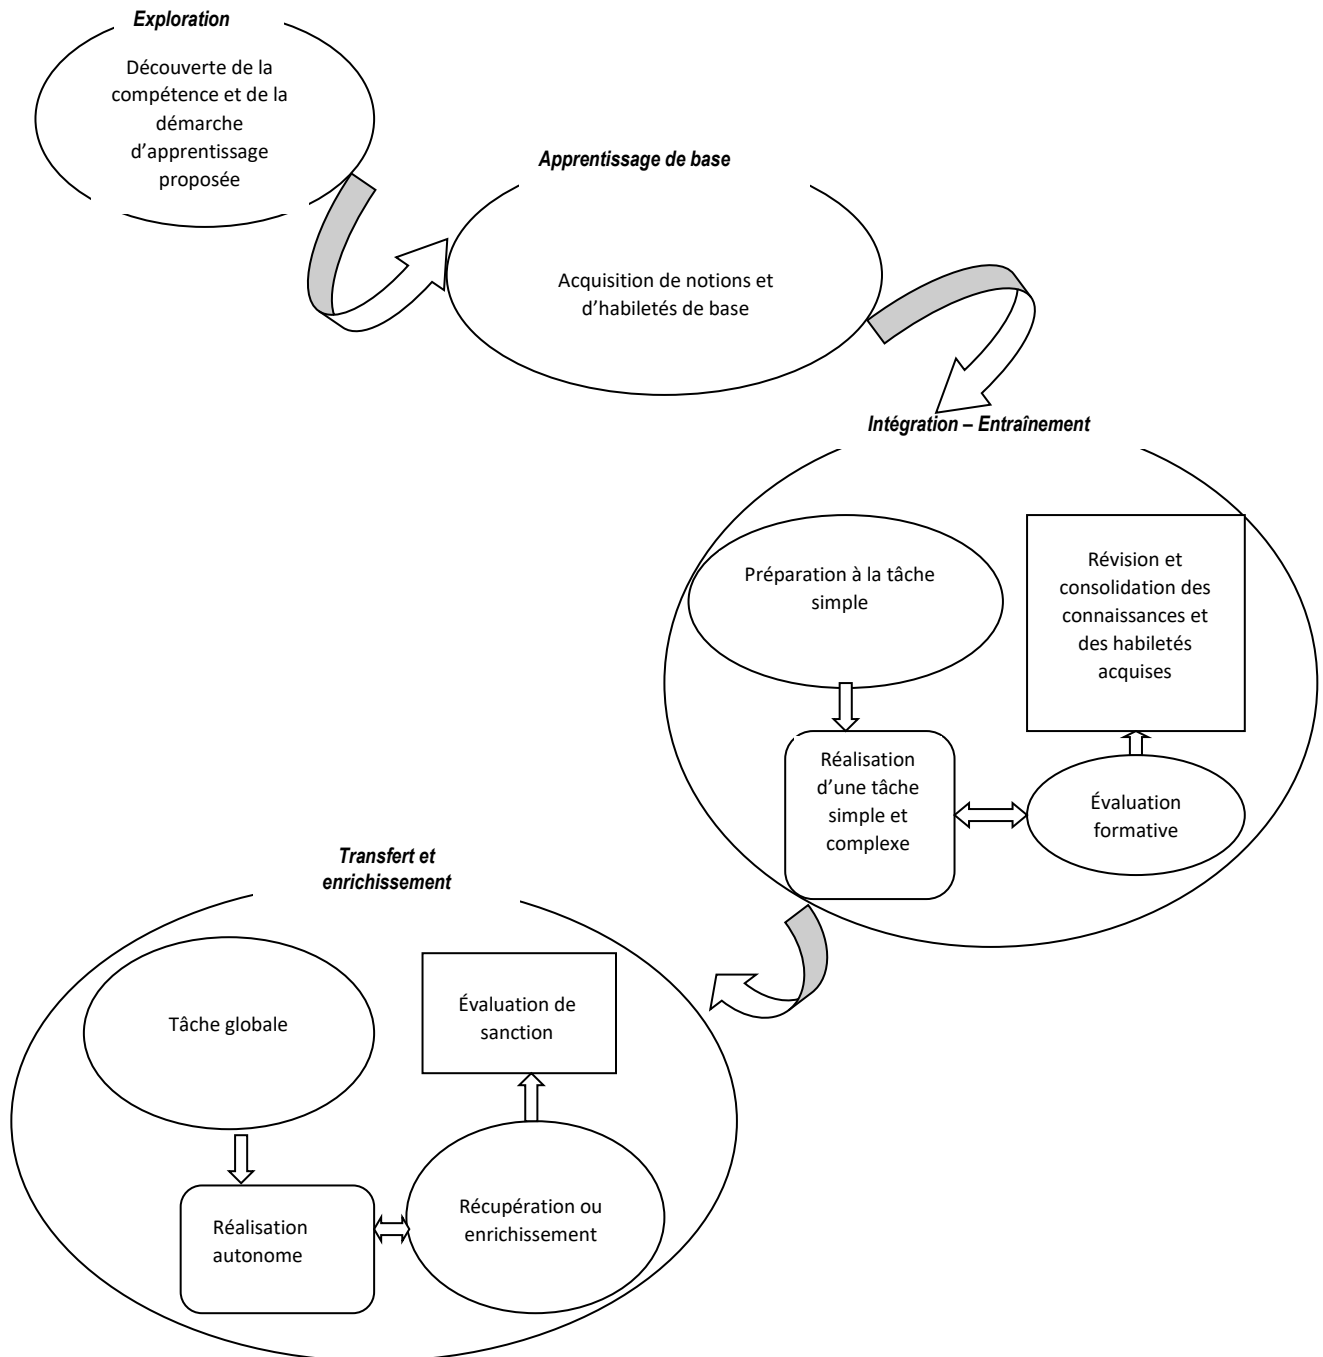 Exploration
Découverte de la
compétence et de la
démarche
d’apprentissage
proposée
Apprentissage de base
Acquisition de notions et
d’habiletés de base
Intégration – Entraînement
Préparation à la tâche
simple
Révision et
consolidation des
connaissances et
des habiletés
acquises
Réalisation
d’une tâche
simple et
complexe
Évaluation
formative
Transfert et
enrichissement
Tâche globale
Évaluation de
sanction
Réalisation
autonome
Récupération ou
enrichissement